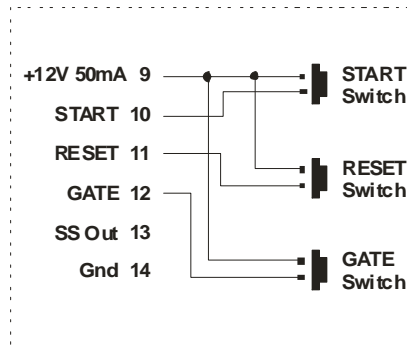 +12V 50mA 9
START 10
RESET 11
GATE 12
SS Out 13
Gnd 14
START
Switch
RESET
Switch
GATE
Switch